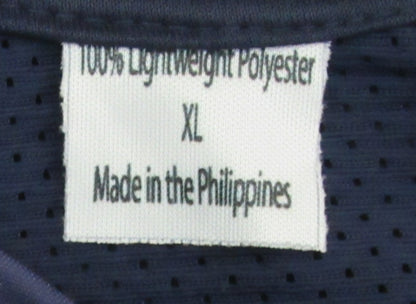 100% Lightweight Polyester
XL
Made in the Philippines